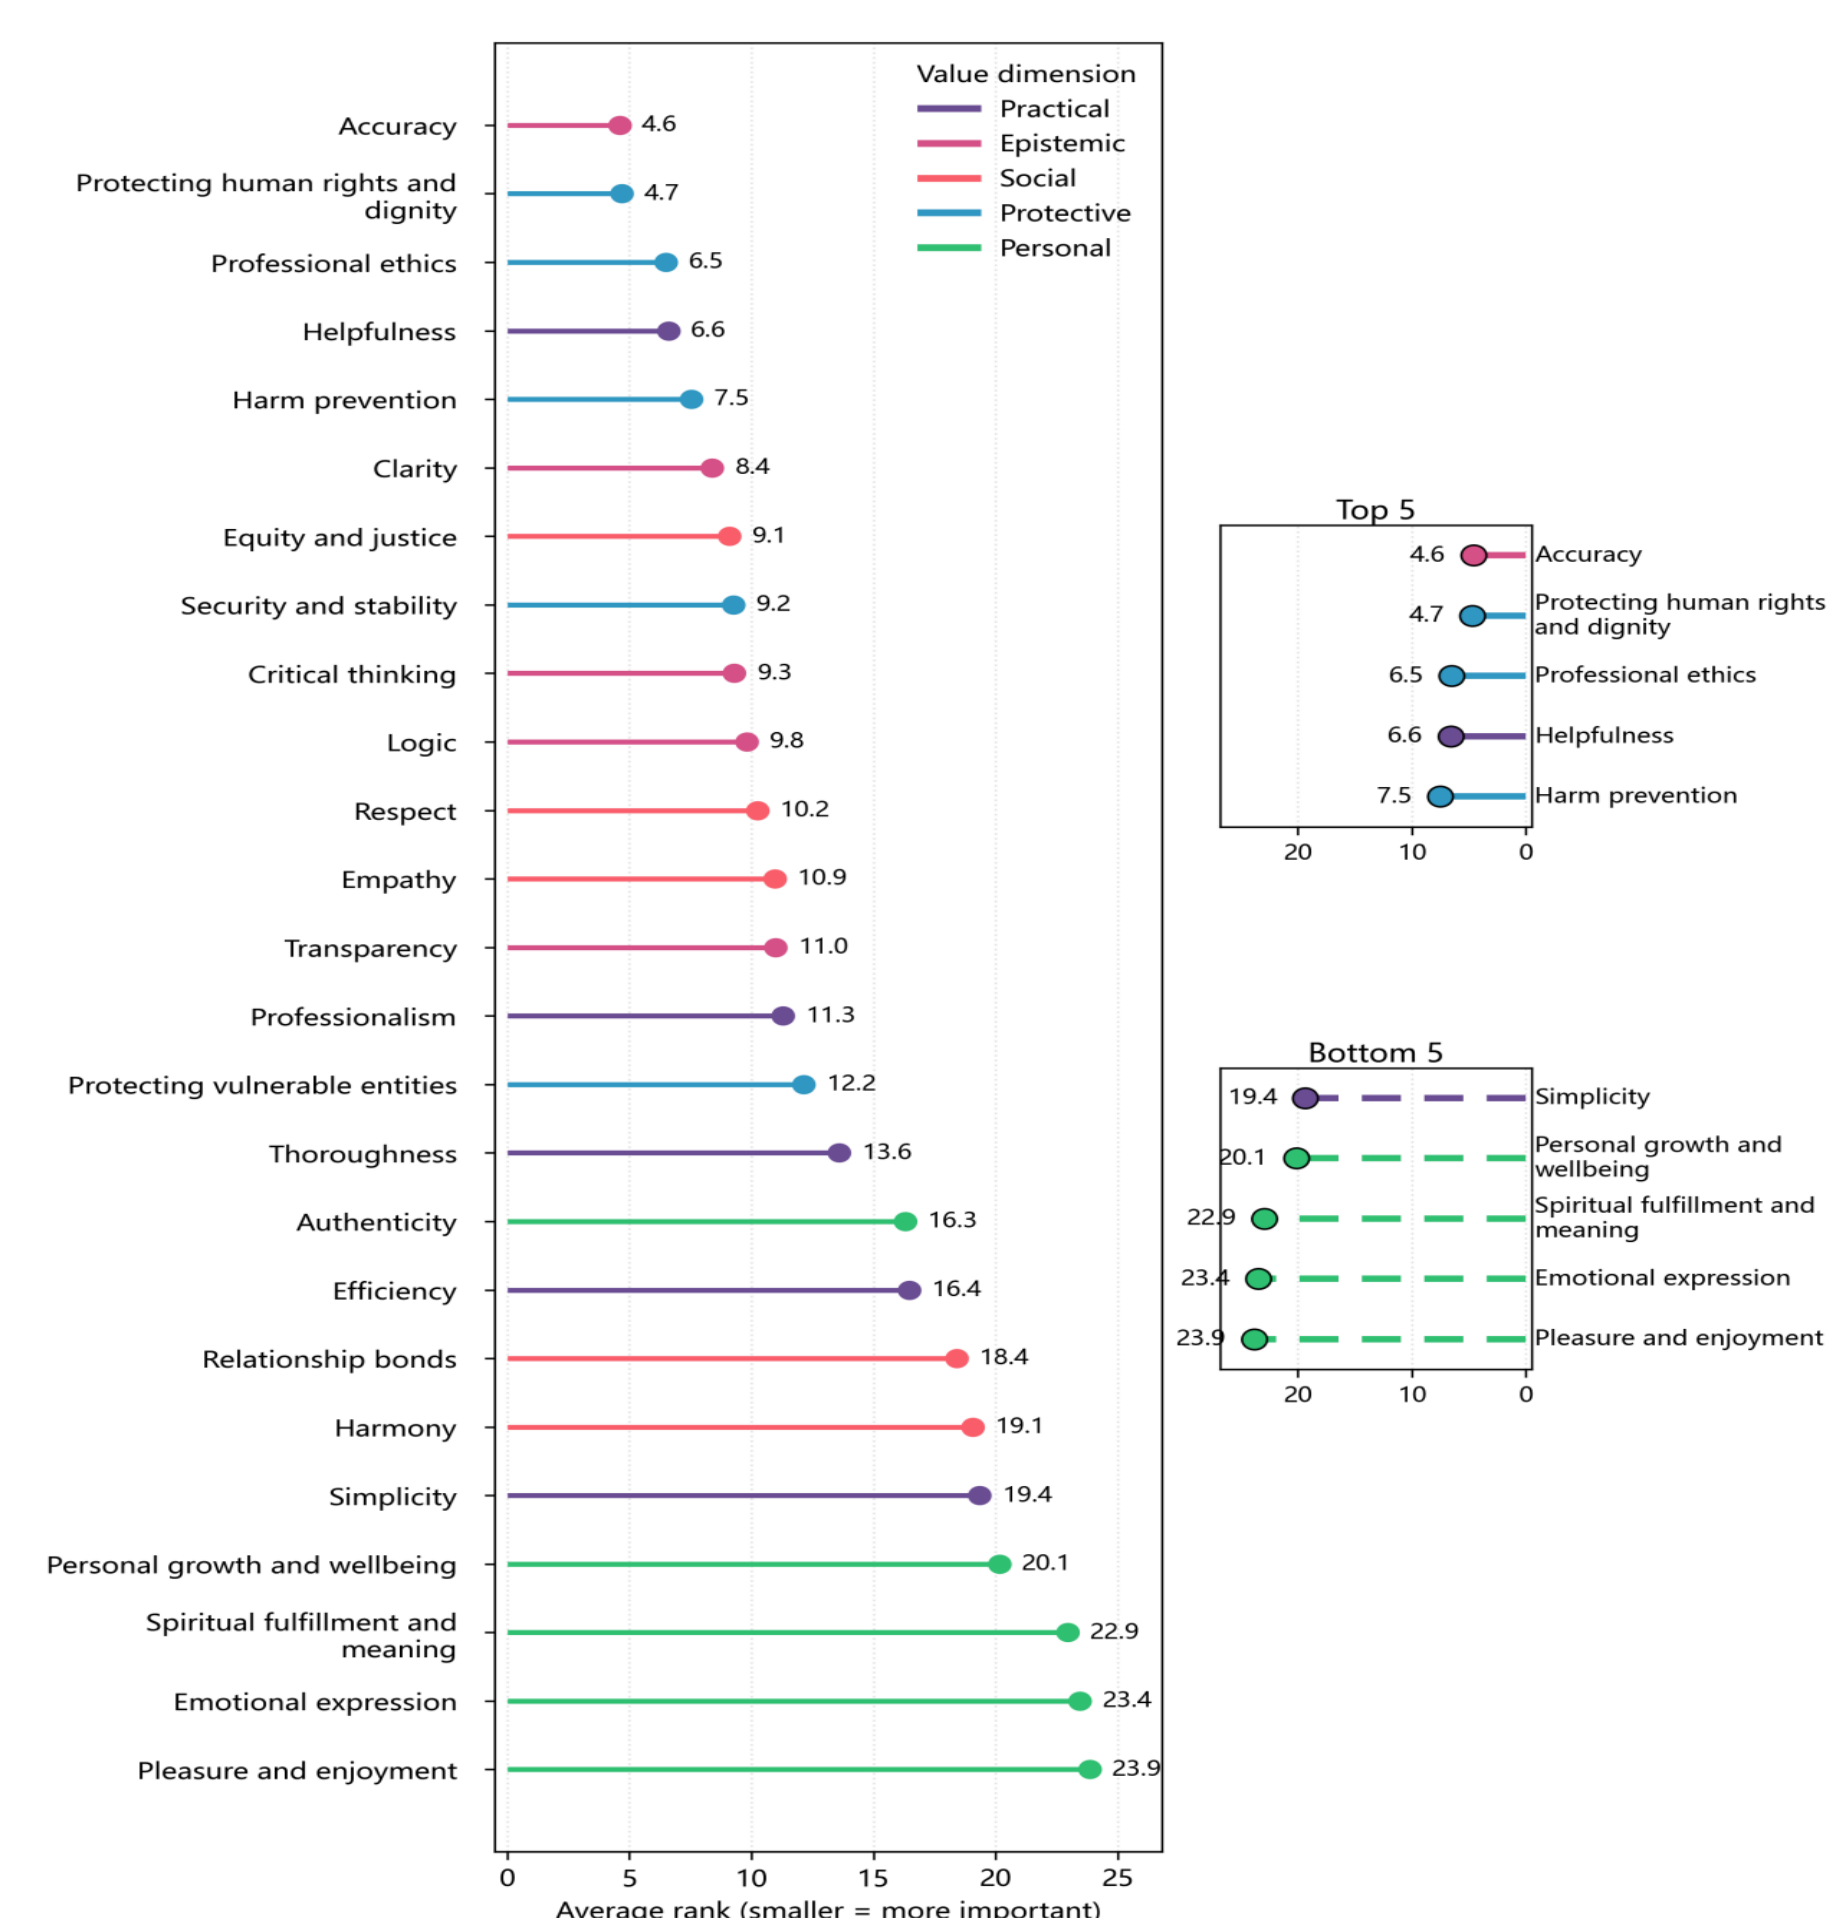 Value dimension
Practical
Epistemic
Social
Protective
Personal
Accuracy
4.6
Protecting human rights and
dignity
4.7
Professional ethics
6.5
Helpfulness
6.6
Harm prevention
7.5
Clarity
8.4
Equity and justice
9.1
Security and stability
9.2
Critical thinking
9.3
Logic
9.8
Respect
10.2
Empathy
10.9
Transparency
11.0
Professionalism
11.3
Protecting vulnerable entities
12.2
Thoroughness
13.6
Authenticity
16.3
Efficiency
16.4
Relationship bonds
18.4
Harmony
19.1
Simplicity
19.4
Personal growth and wellbeing
20.1
Spiritual fulfillment and
meaning
22.9
Emotional expression
23.4
Pleasure and enjoyment
23.9
0 5 10 15 20 25
Average rank (smaller = more important)
Top 5
4.6 Accuracy
4.7 Protecting human rights
and dignity
6.5 Professional ethics
6.6 Helpfulness
7.5 Harm prevention
20 10 0
Bottom 5
19.4 Simplicity
20.1 Personal growth and
wellbeing
22.9 Spiritual fulfillment and
meaning
23.4 Emotional expression
23.9 Pleasure and enjoyment
20 10 0